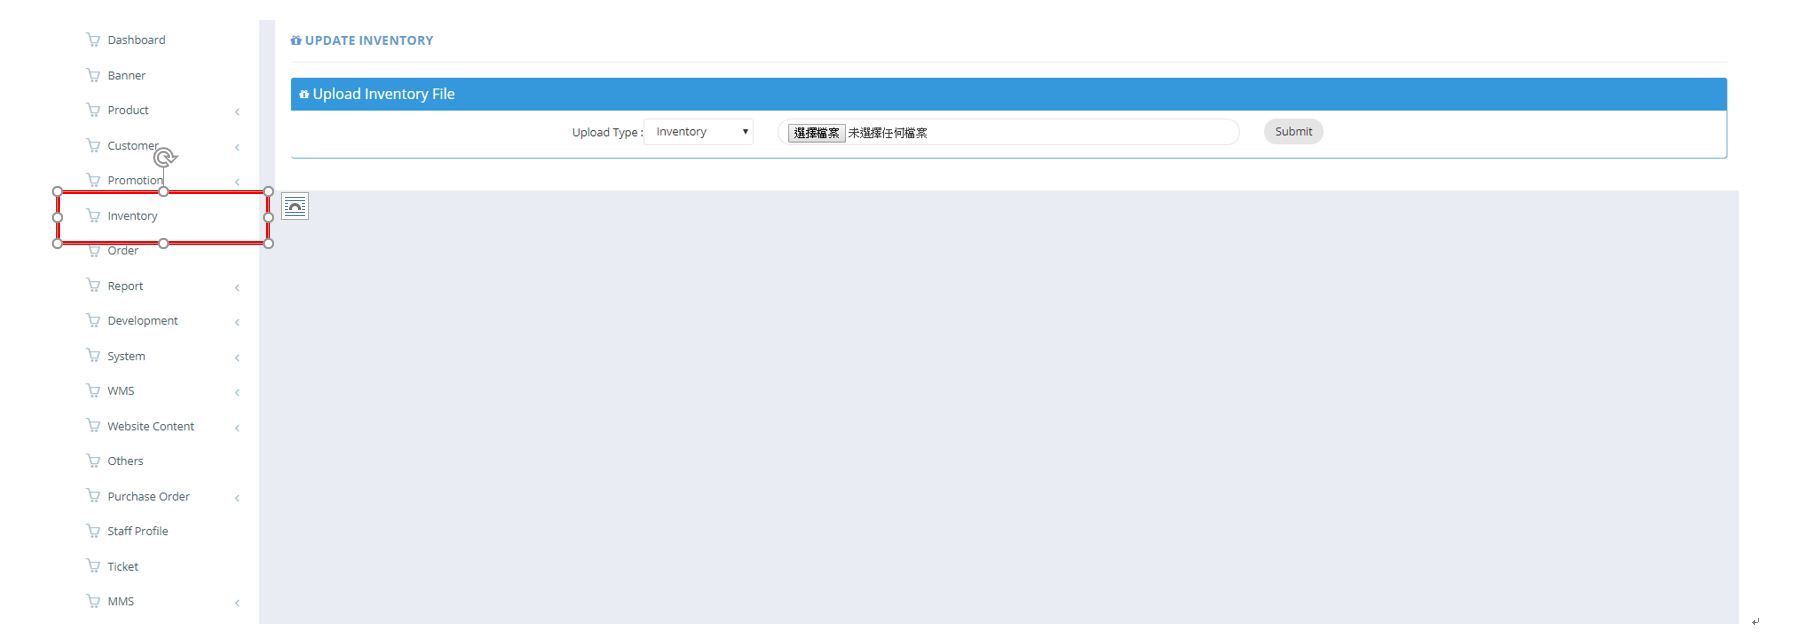 Dashboard
Banner
Product
Customer
Promotion
Inventory
Order
Report
Development
System
WMS
Website Content
Others
Purchase Order
Staff Profile
Ticket
MMS
UPDATE INVENTORY
Upload Inventory File
Upload Type : Inventory 選擇檔案 未選擇任何檔案 Submit